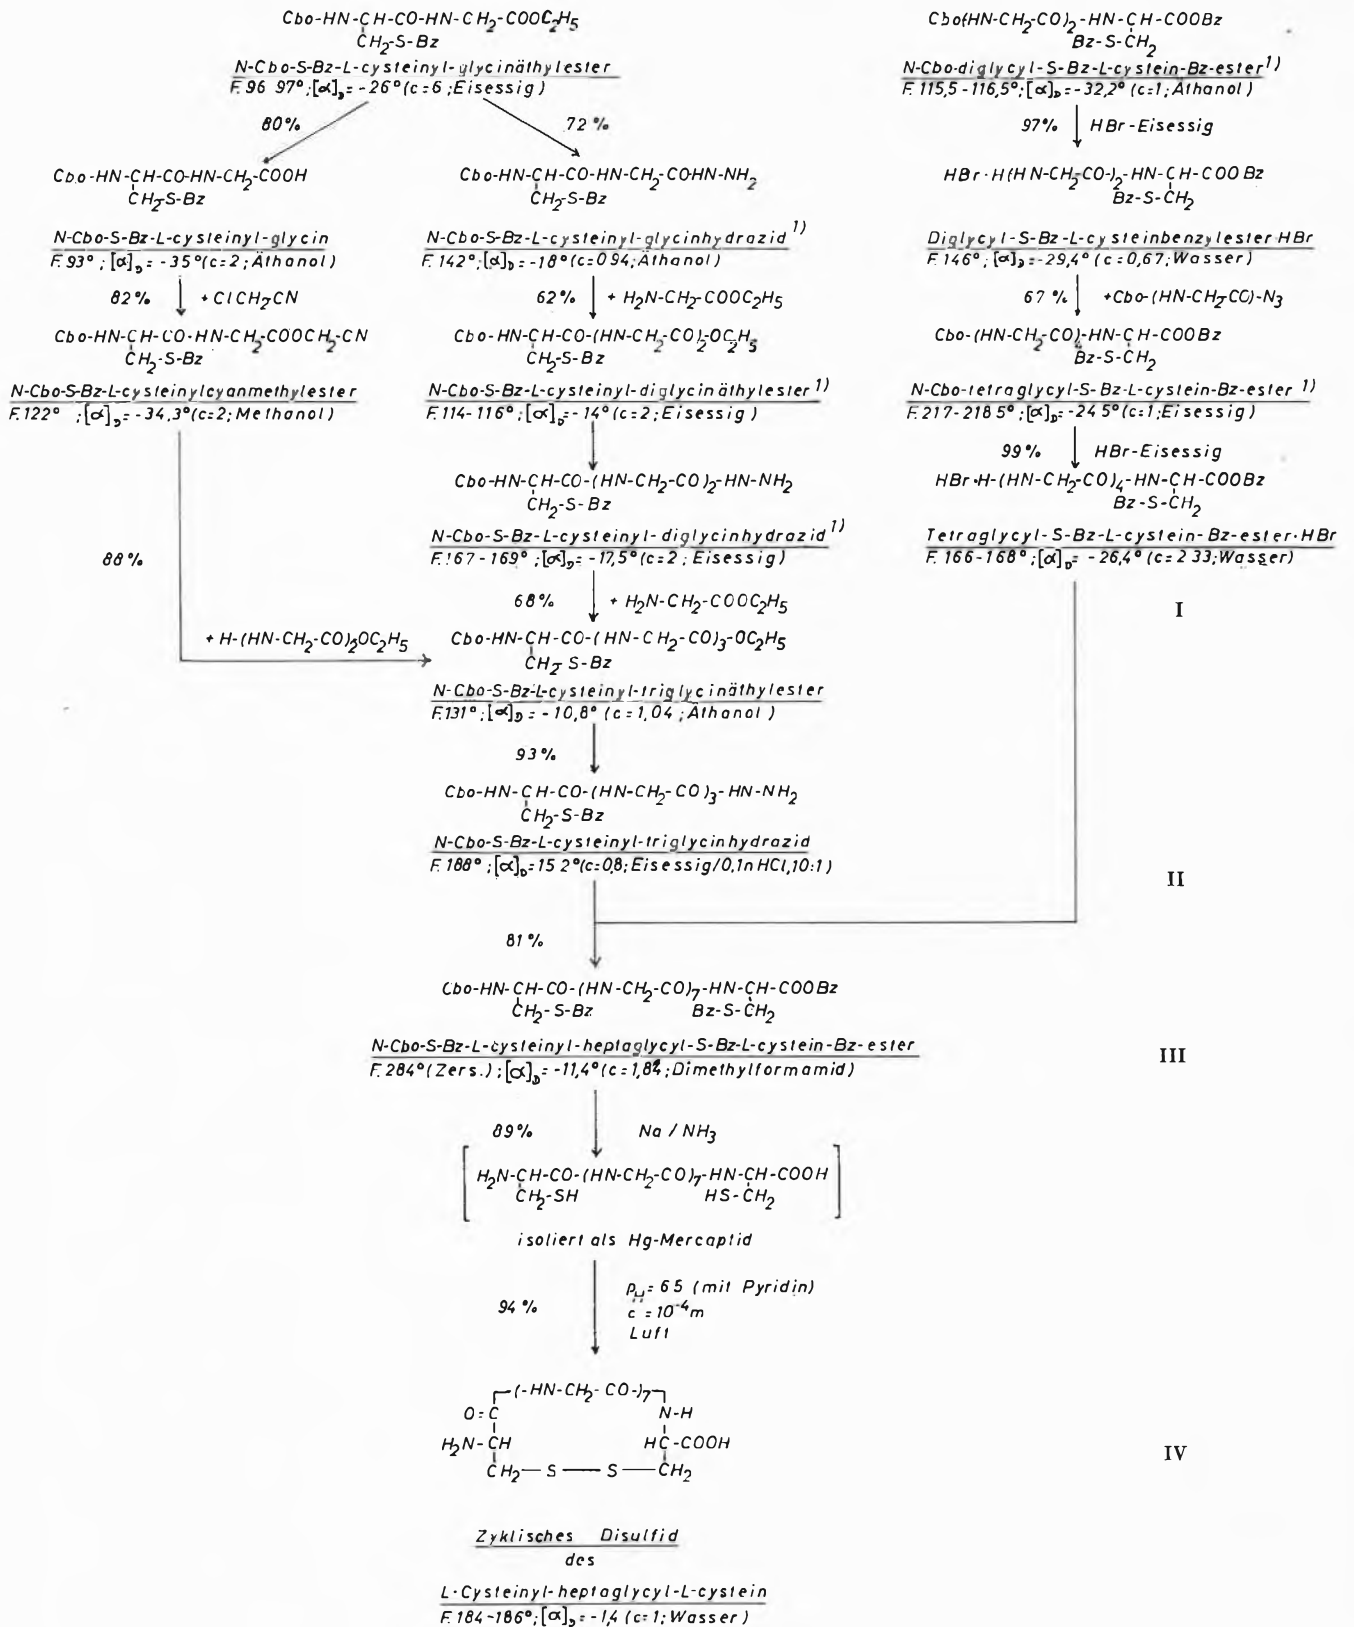 Cbo-HN-CH-CO-HN-CH2-COOC2H5
CH2-S-Bz
N-Cbo-S-Bz-L-cysteinyl-glycinäthylester
F. 96 97°; [α]D = -26° (c=6; Eisessig)
80%
72%
Cbo-HN-CH-CO-HN-CH2-COOH
CH2-S-Bz
N-Cbo-S-Bz-L-cysteinyl-glycin
F. 93°; [α]D = -35° (c=2; Äthanol)
82%
+ ClCH2CN
Cbo-HN-CH-CO-HN-CH2-COOCH2-CN
CH2-S-Bz
N-Cbo-S-Bz-L-cysteinylcyanmethylester
F. 122° ; [α]D = -34,3° (c=2; Methanol)
88%
+ H-(HN-CH2-CO)2OC2H5
Cbo-HN-CH-CO-HN-CH2-COHN-NH2
CH2-S-Bz
N-Cbo-S-Bz-L-cysteinyl-glycinhydrazid 1)
F. 142°; [α]D = -18° (c=0 94; Äthanol)
62%
+ H2N-CH2-COOC2H5
Cbo-HN-CH-CO-(HN-CH2-CO)2-OC2H5
CH2-S-Bz
N-Cbo-S-Bz-L-cysteinyl-diglycinäthylester 1)
F. 114-116°; [α]D = -14° (c=2; Eisessig)
Cbo-HN-CH-CO-(HN-CH2-CO)2-HN-NH2
CH2-S-Bz
N-Cbo-S-Bz-L-cysteinyl-diglycinhydrazid 1)
F. 167-169°; [α]D = -17,5° (c=2; Eisessig)
68%
+ H2N-CH2-COOC2H5
Cbo-HN-CH-CO-(HN-CH2-CO)3-OC2H5
CH2-S-Bz
N-Cbo-S-Bz-L-cysteinyl-triglycinäthylester
F. 131°; [α]D = -10,8° (c=1,04; Äthanol)
93%
Cbo-HN-CH-CO-(HN-CH2-CO)3-HN-NH2
CH2-S-Bz
N-Cbo-S-Bz-L-cysteinyl-triglycinhydrazid
F. 188°; [α]D = 15 2° (c=0,8; Eisessig/0,1n HCl, 10:1)
Cbo(HN-CH2-CO)2-HN-CH-COOBz
Bz-S-CH2
N-Cbo-diglycyl-S-Bz-L-cystein-Bz-ester 1)
F. 115,5-116,5°; [α]D = -32,2° (c=1; Äthanol)
97%
HBr-Eisessig
HBr·H(HN-CH2-CO-)2-HN-CH-COOBz
Bz-S-CH2
Diglycyl-S-Bz-L-cysteinbenzylester·HBr
F. 146°; [α]D = -29,4° (c=0,67; Wasser)
67%
+Cbo-(HN-CH2-CO)-N3
Cbo-(HN-CH2-CO)4-HN-CH-COOBz
Bz-S-CH2
N-Cbo-tetraglycyl-S-Bz-L-cystein-Bz-ester 1)
F. 217-218 5°; [α]D = -24 5° (c=1; Eisessig)
99%
HBr-Eisessig
HBr·H-(HN-CH2-CO)4-HN-CH-COOBz
Bz-S-CH2
Tetraglycyl-S-Bz-L-cystein-Bz-ester·HBr
F. 166-168°; [α]D = -26,4° (c=2 33; Wasser)
I
II
81%
Cbo-HN-CH-CO-(HN-CH2-CO)7-HN-CH-COOBz
CH2-S-Bz Bz-S-CH2
N-Cbo-S-Bz-L-cysteinyl-heptaglycyl-S-Bz-L-cystein-Bz-ester
F. 284° (Zers.); [α]D = -11,4° (c=1,84; Dimethylformamid)
III
89%
Na / NH3
H2N-CH-CO-(HN-CH2-CO)7-HN-CH-COOH
CH2-SH HS-CH2
isoliert als Hg-Mercaptid
94%
pH = 6 5 (mit Pyridin)
c = 10-4 m
Luft
(-HN-CH2-CO-)7
O=C N-H
H2N-CH HC-COOH
CH2—S—S—CH2
IV
Zyklisches Disulfid
des
L-Cysteinyl-heptaglycyl-L-cystein
F. 184-186°; [α]D = -1,4 (c=1; Wasser)